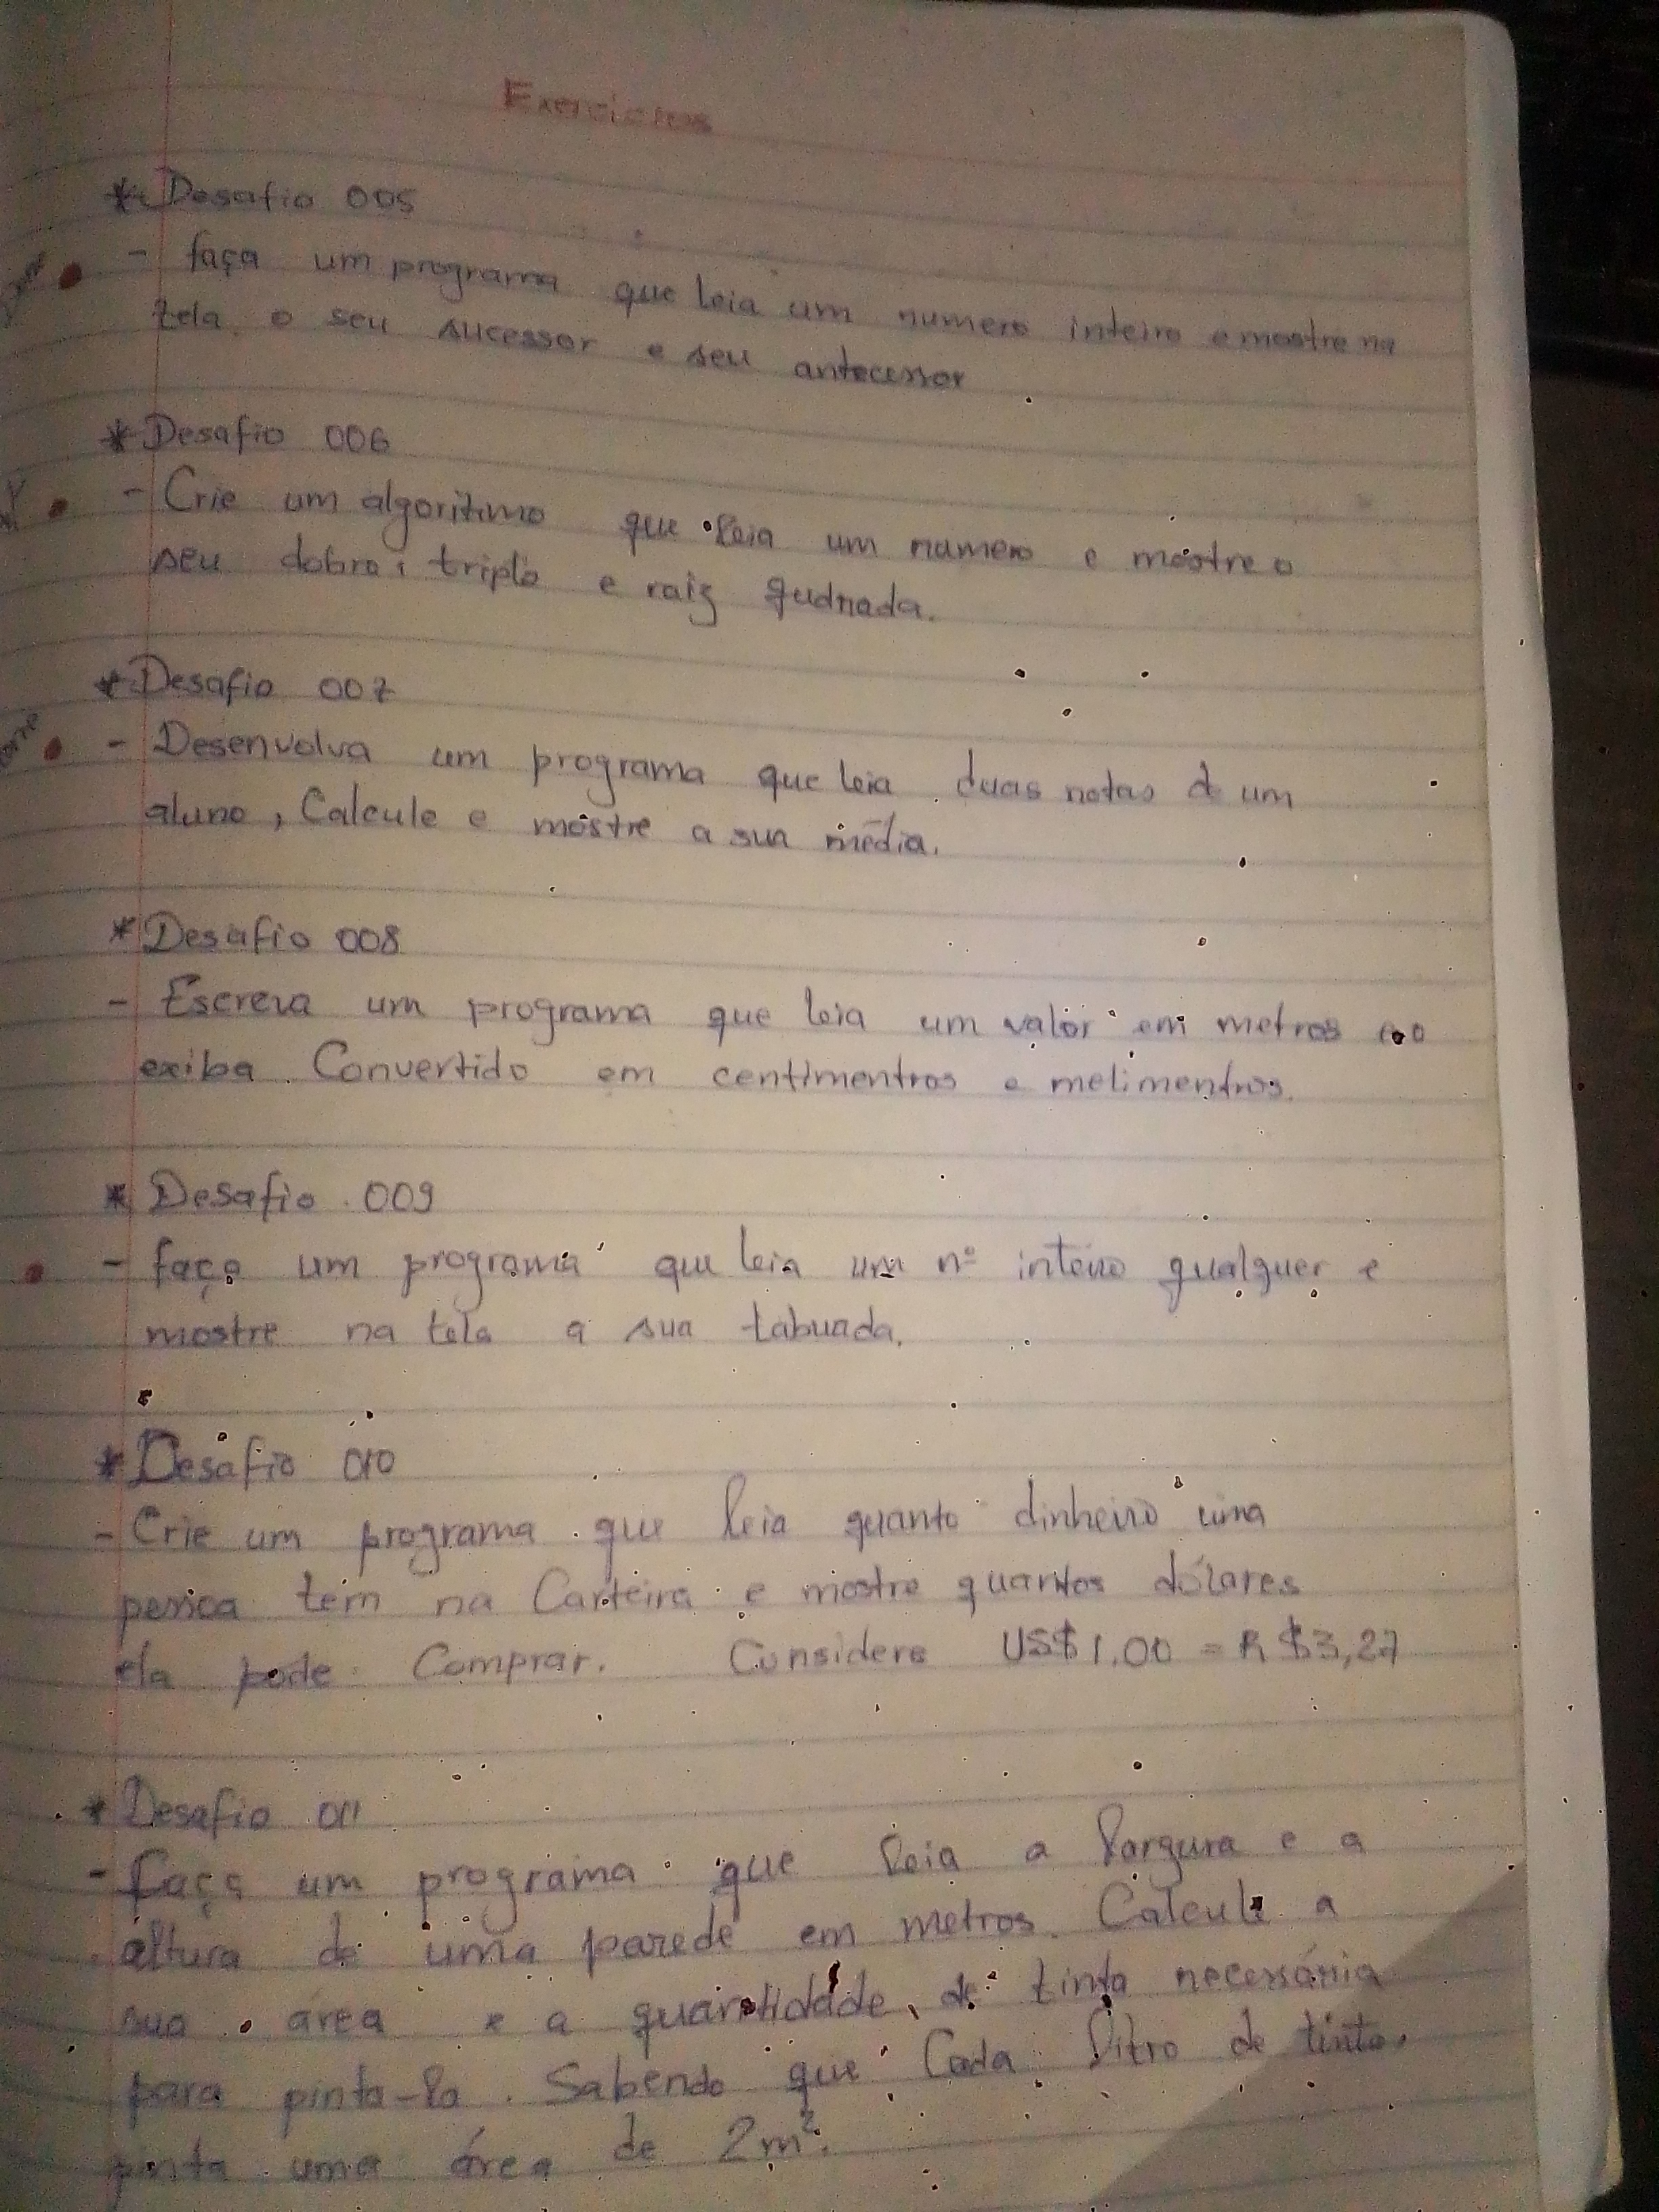 Exercicios
* Desafio 005
- faça um programa que leia um numero inteiro e mostre na
tela o seu sucessor e seu antecessor
* Desafio 006
- Crie um algoritimo que leia um numero e mostre o
seu dobro, triplo e raiz qudrada.
* Desafio 007
- Desenvolva um programa que leia duas notas de um
aluno, Calcule e mostre a sua média.
* Desafio 008
- Escreva um programa que leia um valor em metros e o
exiba Convertido em centimentros e melimentros.
* Desafio 009
- faça um programa que leia um nº inteiro qualquer e
mostre na tela a sua tabuada.
* Desafio 010
- Crie um programa que leia quanto dinheiro uma
pessoa tem na Carteira e mostre quantos dólares
ela pode Comprar. Considere US$1.00 = R$3,27
* Desafio 011
- faça um programa que leia a largura e a
altura de uma parede em metros. Calcule a
sua área e a quantidade de tinta necessária
para pinta-la. Sabendo que Cada litro de tinta,
pinta uma área de 2m².